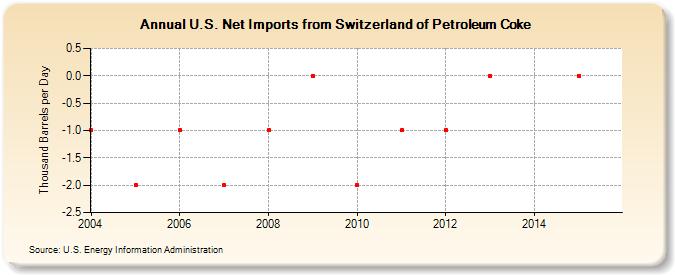 Annual U.S. Net Imports from Switzerland of Petroleum Coke
Thousand Barrels per Day
0.5
0.0
-0.5
-1.0
-1.5
-2.0
-2.5
2004 2006 2008 2010 2012 2014
Source: U.S. Energy Information Administration